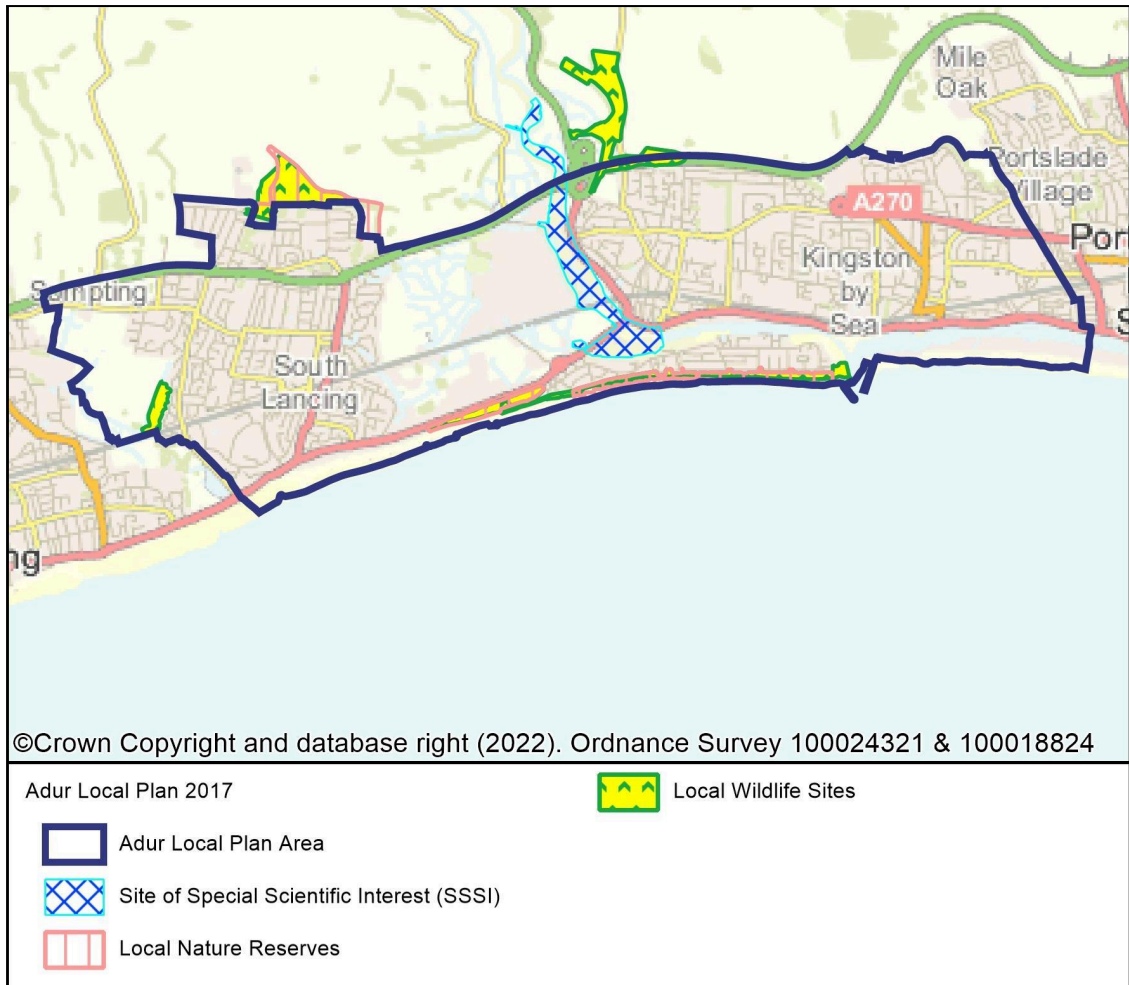 Mile
Oak
Portslade
Village
A270
Kingston
by
Sea
Sompting
South
Lancing
ng
©Crown Copyright and database right (2022). Ordnance Survey 100024321 & 100018824
Adur Local Plan 2017
Local Wildlife Sites
Adur Local Plan Area
Site of Special Scientific Interest (SSSI)
Local Nature Reserves